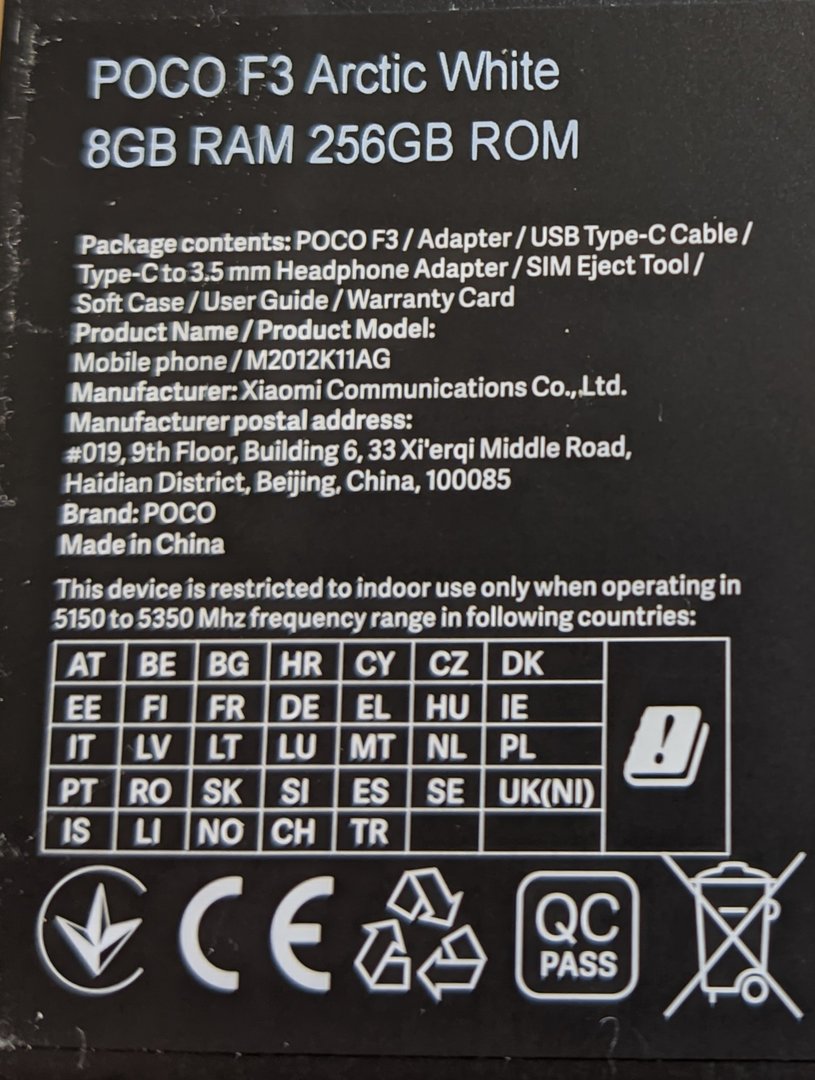 POCO F3 Arctic White
8GB RAM 256GB ROM
Package contents: POCO F3 / Adapter / USB Type-C Cable /
Type-C to 3.5 mm Headphone Adapter / SIM Eject Tool /
Soft Case / User Guide / Warranty Card
Product Name / Product Model:
Mobile phone / M2012K11AG
Manufacturer: Xiaomi Communications Co., Ltd.
Manufacturer postal address:
#019, 9th Floor, Building 6, 33 Xi'erqi Middle Road,
Haidian District, Beijing, China, 100085
Brand: POCO
Made in China
This device is restricted to indoor use only when operating in
5150 to 5350 Mhz frequency range in following countries:
AT BE BG HR CY CZ DK
EE FI FR DE EL HU IE
IT LV LT LU MT NL PL
PT RO SK SI ES SE UK(NI)
IS LI NO CH TR
CE
QC
PASS